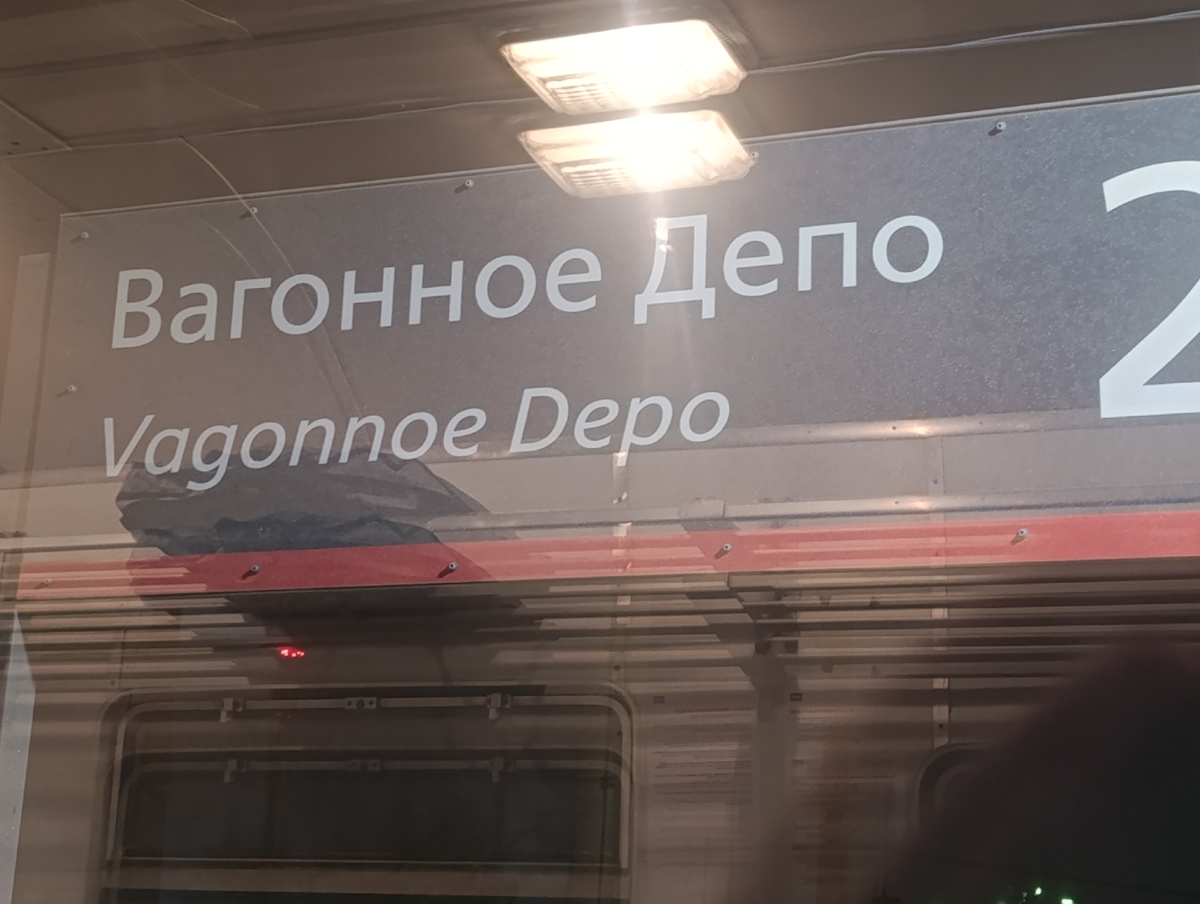 Вагонное Депо
Vagonnoe Depo
2